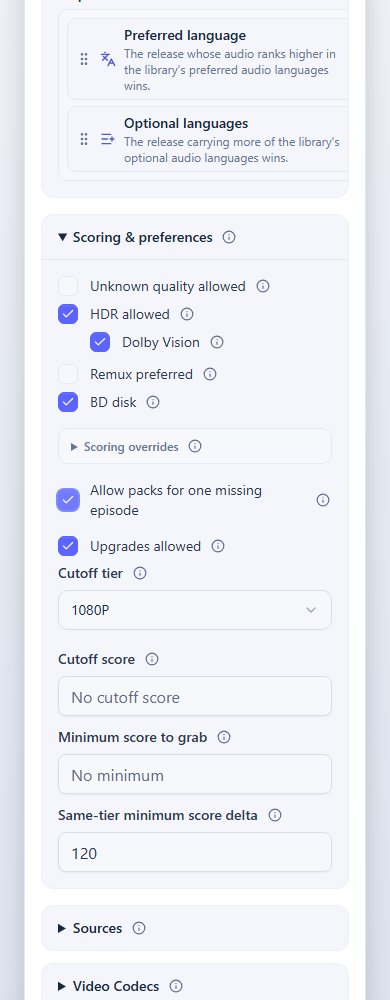 Preferred language
The release whose audio ranks higher in
the library's preferred audio languages
wins.
Optional languages
The release carrying more of the library's
optional audio languages wins.
Scoring & preferences
Unknown quality allowed
HDR allowed
Dolby Vision
Remux preferred
BD disk
Scoring overrides
Allow packs for one missing
episode
Upgrades allowed
Cutoff tier
1080P
Cutoff score
No cutoff score
Minimum score to grab
No minimum
Same-tier minimum score delta
120
Sources
Video Codecs